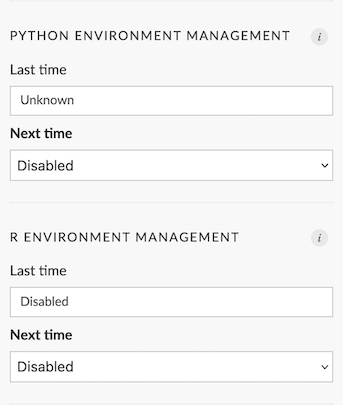 PYTHON ENVIRONMENT MANAGEMENT i
Last time
Unknown
Next time
Disabled
R ENVIRONMENT MANAGEMENT i
Last time
Disabled
Next time
Disabled